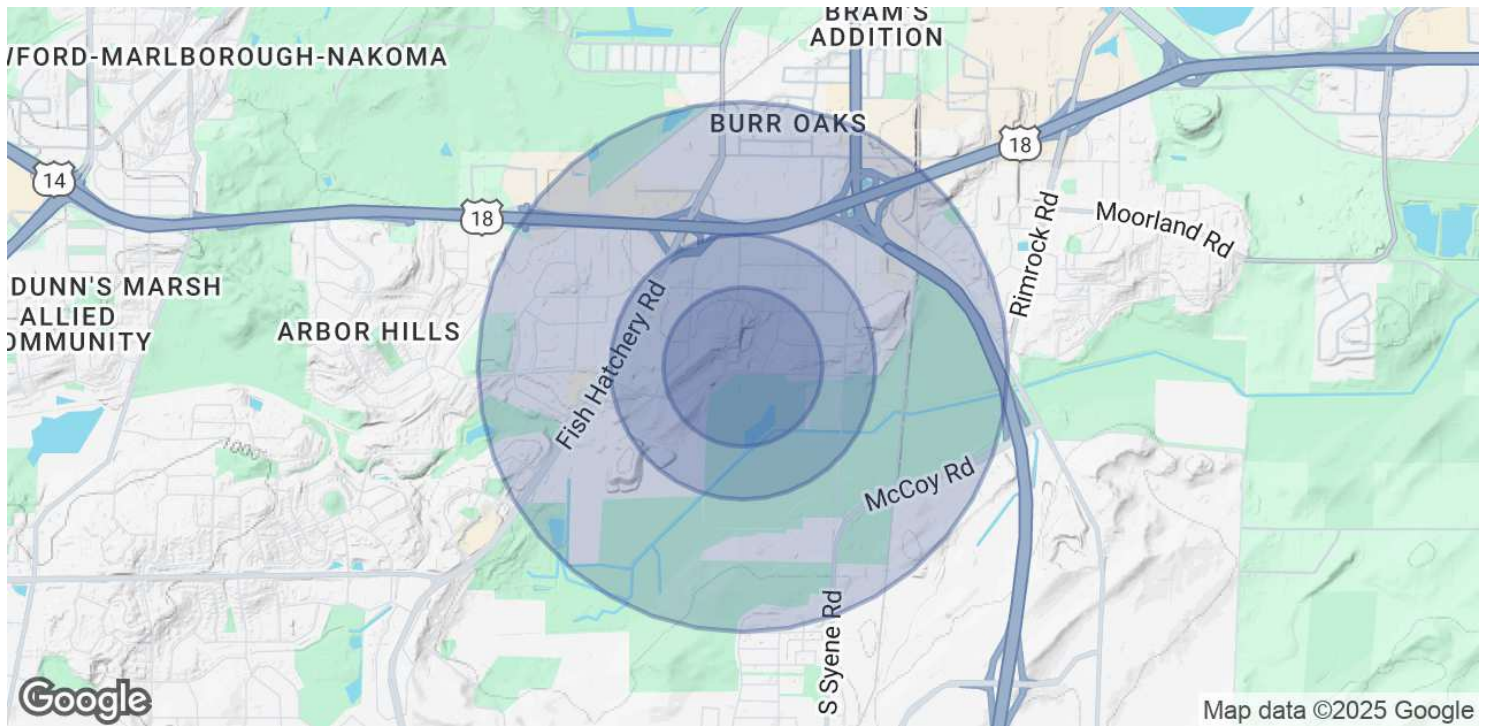 BRAM'S
ADDITION
WFORD-MARLBOROUGH-NAKOMA
BURR OAKS
18
14
18
Moorland Rd
Rimrock Rd
DUNN'S MARSH
ALLIED
OMMUNITY
ARBOR HILLS
Fish Hatchery Rd
1000
McCoy Rd
S Syene Rd
Google
Map data ©2025 Google